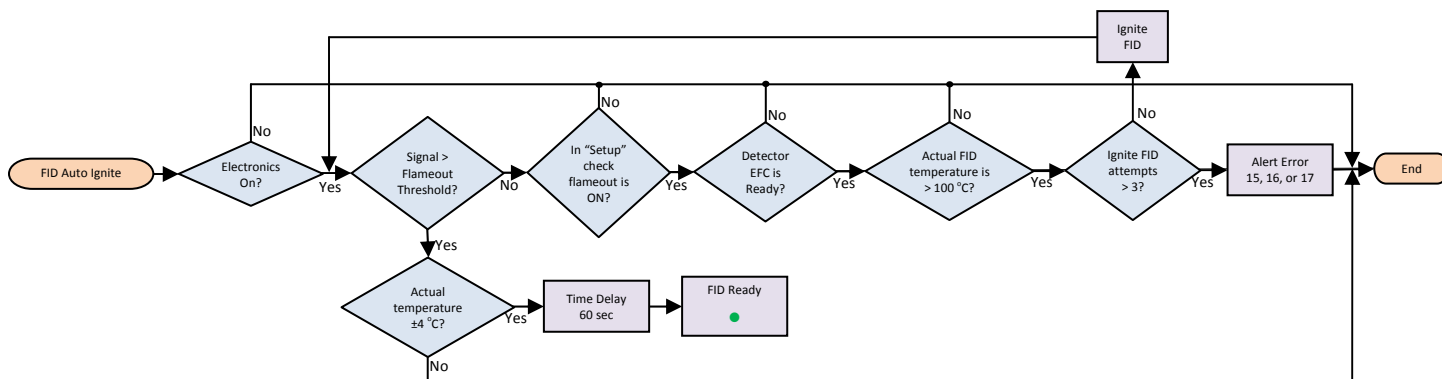 Ignite
FID
No
No
No
No
No
FID Auto Ignite
Electronics
On?
Yes
Signal >
Flameout
Threshold?
No
In “Setup”
check
flameout is
ON?
Yes
Detector
EFC is
Ready?
Yes
Actual FID
temperature is
> 100 °C?
Yes
Ignite FID
attempts
> 3?
Yes
Alert Error
15, 16, or 17
End
Yes
Actual
temperature
±4 °C?
Yes
Time Delay
60 sec
FID Ready
No